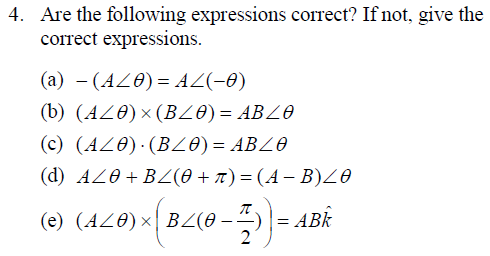 4. Are the following expressions correct? If not, give the
correct expressions.
(a) − (A∠θ) = A∠(−θ)
(b) (A∠θ) × (B∠θ) = AB∠θ
(c) (A∠θ) · (B∠θ) = AB∠θ
(d) A∠θ + B∠(θ + π) = (A − B)∠θ
(e) (A∠θ) × (B∠(θ − π/2)) = ABk̂